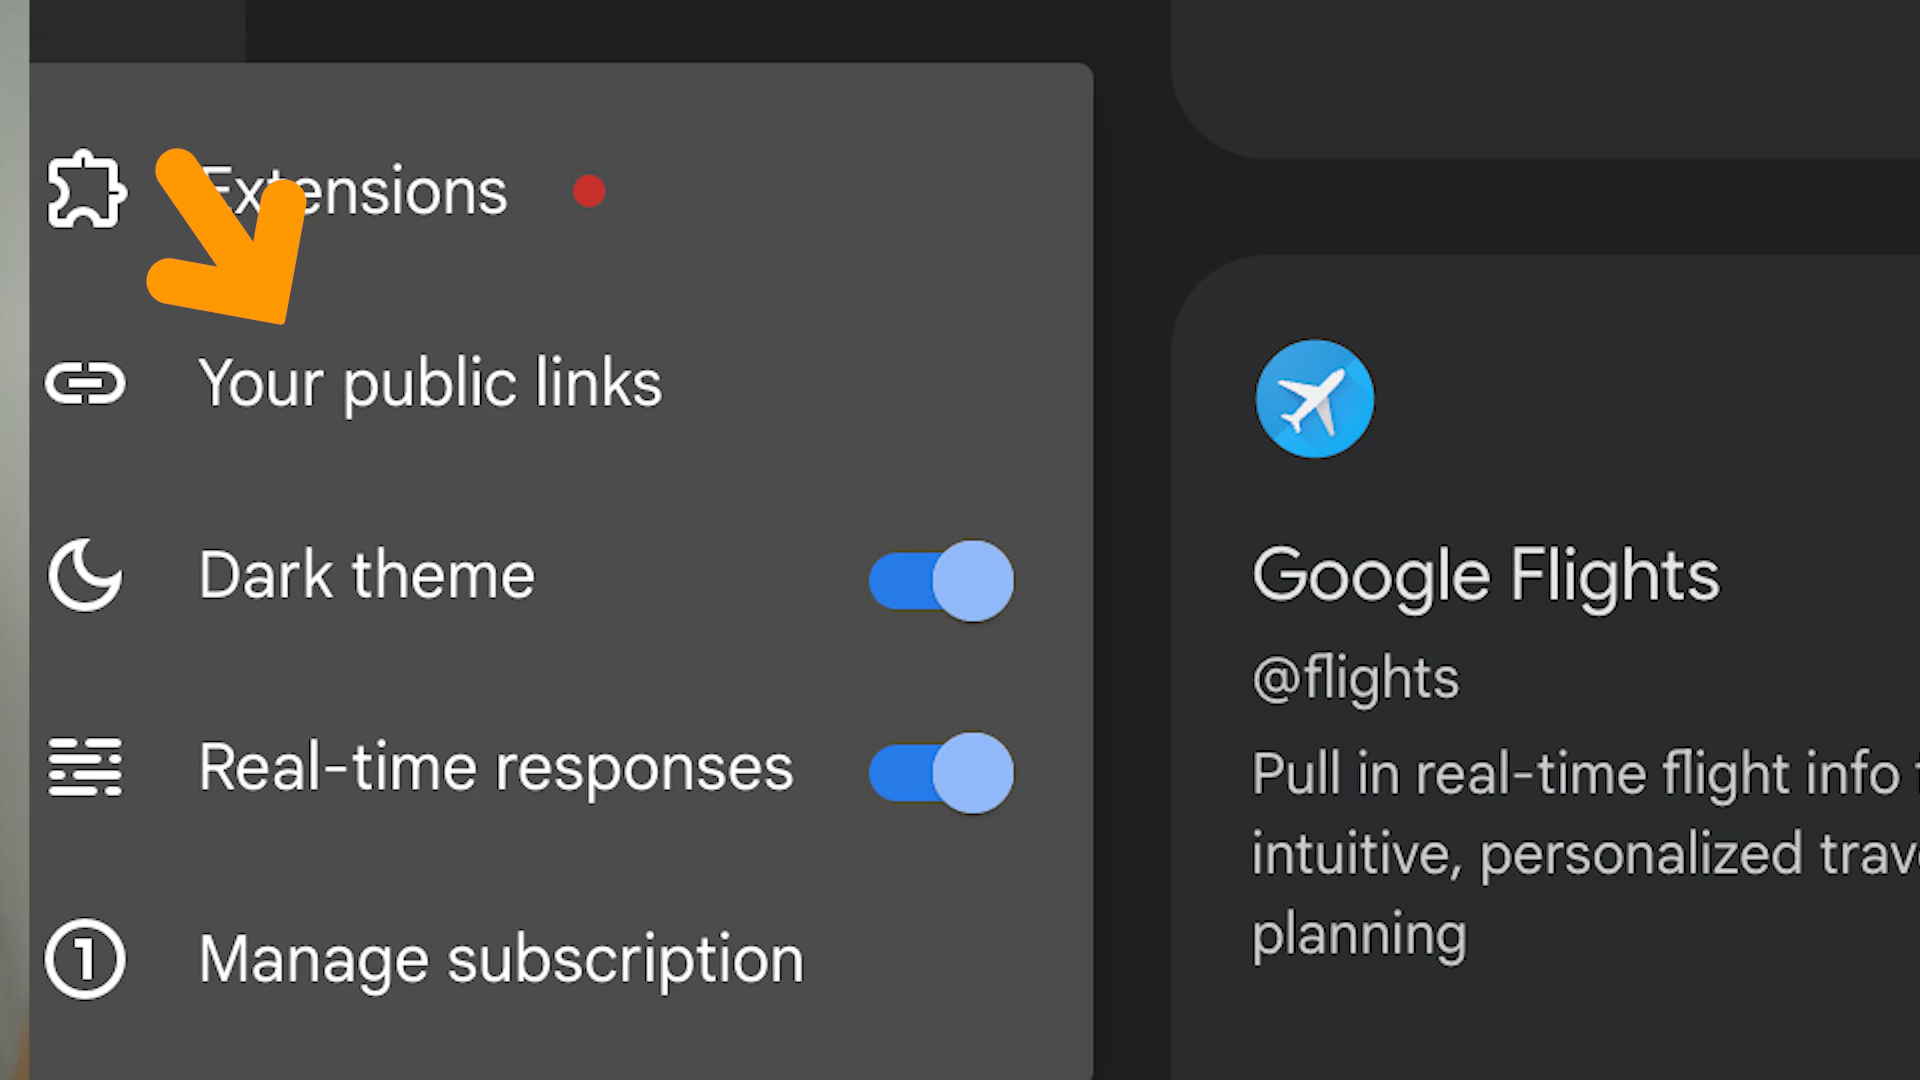 Extensions
Your public links
Dark theme
Real-time responses
1 Manage subscription
Google Flights
@flights
Pull in real-time flight info
intuitive, personalized
planning